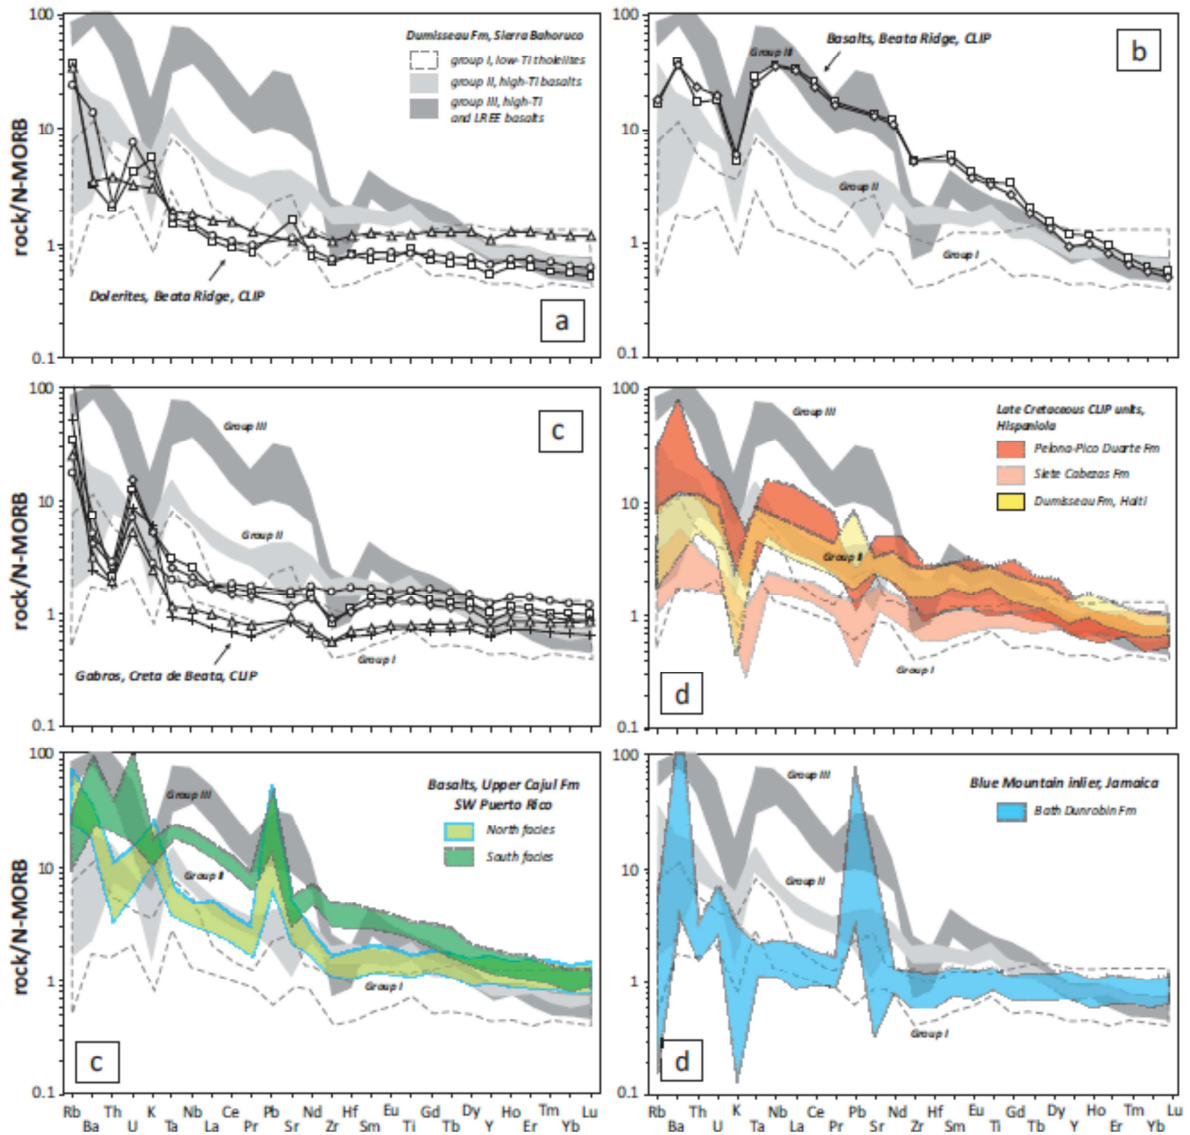 100
10
1
0.1
rock/N-MORB
Dumisseau Fm, Sierra Bahoruco
group I, low-Ti tholeiites
group II, high-Ti basalts
group III, high-Ti
and LREE basalts
Dolerites, Beata Ridge, CLIP
a
100
10
1
0.1
Group III
Basalts, Beata Ridge, CLIP
b
Group II
Group I
100
10
1
0.1
rock/N-MORB
Group III
c
Group II
Group I
Gabros, Creta de Beata, CLIP
100
10
1
0.1
Group III
Late Cretaceous CLIP units,
Hispaniola
Pelona-Pico Duarte Fm
Siete Cabezas Fm
Dumisseau Fm, Haiti
Group II
Group I
d
100
10
1
0.1
rock/N-MORB
Group III
Basalts, Upper Cajul Fm
SW Puerto Rico
North facies
South facies
Group II
Group I
c
Rb Th K Nb Ce Pb Nd Hf Eu Gd Dy Ho Tm Lu
Ba U Ta La Pr Sr Zr Sm Ti Tb Y Er Yb
100
10
1
0.1
Group III
Blue Mountain inlier, Jamaica
Bath Dunrobin Fm
Group II
Group I
d
Rb Th K Nb Ce Pb Nd Hf Eu Gd Dy Ho Tm Lu
Ba U Ta La Pr Sr Zr Sm Ti Tb Y Er Yb